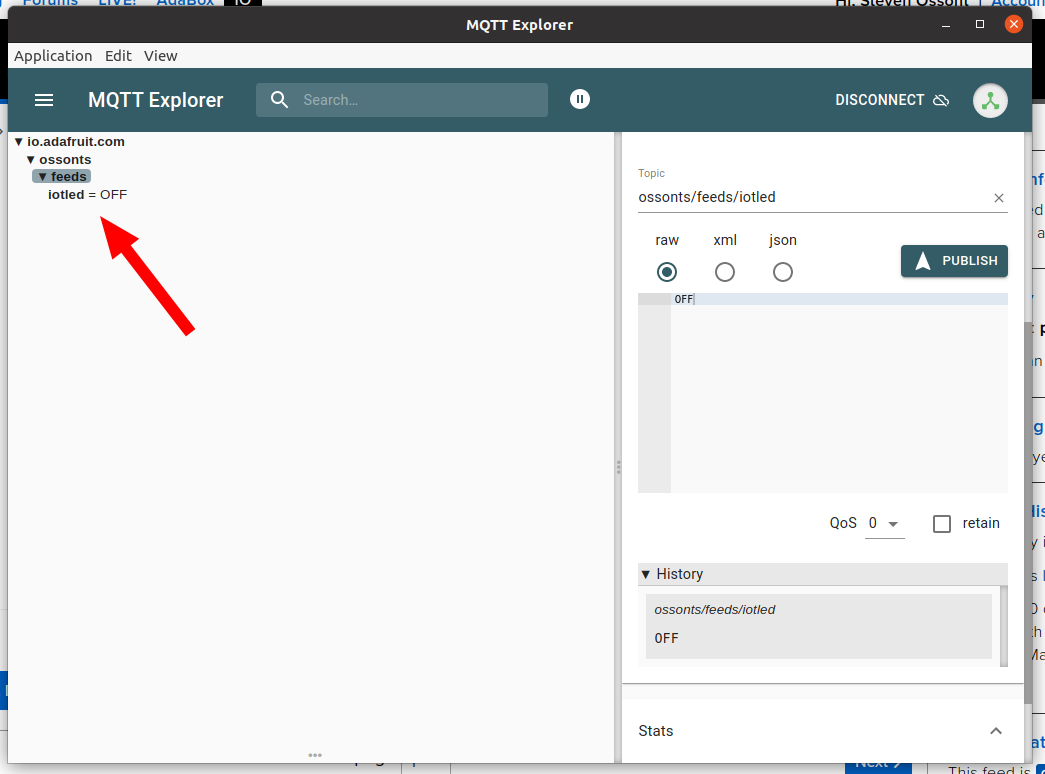 Forums LIVE! AdaBox IO
Hi, Steven Ossont | Account
MQTT Explorer
Application Edit View
MQTT Explorer
Search...
DISCONNECT
▼ io.adafruit.com
▼ ossonts
▼ feeds
iotled = OFF
Topic
ossonts/feeds/iotled
raw xml json
PUBLISH
OFF
QoS 0 retain
▼ History
ossonts/feeds/iotled
OFF
Stats
Next
This feed is